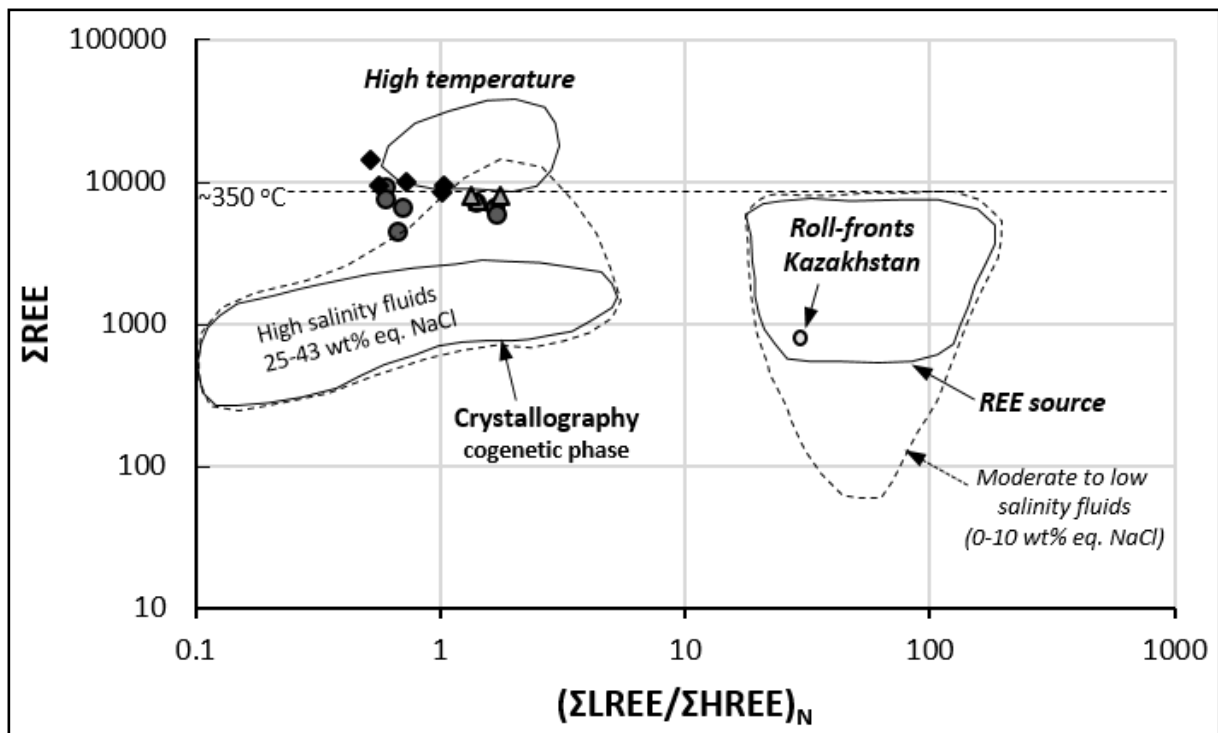 100000
10000
1000
100
10
ΣREE
High temperature
~350 ºC
High salinity fluids
25-43 wt% eq. NaCl
Crystallography
cogenetic phase
Roll-fronts
Kazakhstan
REE source
Moderate to low
salinity fluids
(0-10 wt% eq. NaCl)
0.1 1 10 100 1000
(ΣLREE/ΣHREE)N